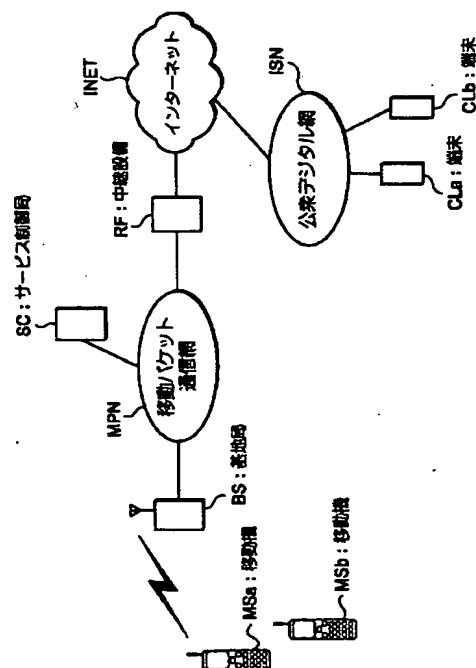 SC:サービス制御局
INET
インターネット
RF:中継設備
MPN
移動パケット
通信網
ISN
公衆デジタル網
BS:基地局
MSa:移動機
MSb:移動機
CLa:端末
CLb:端末